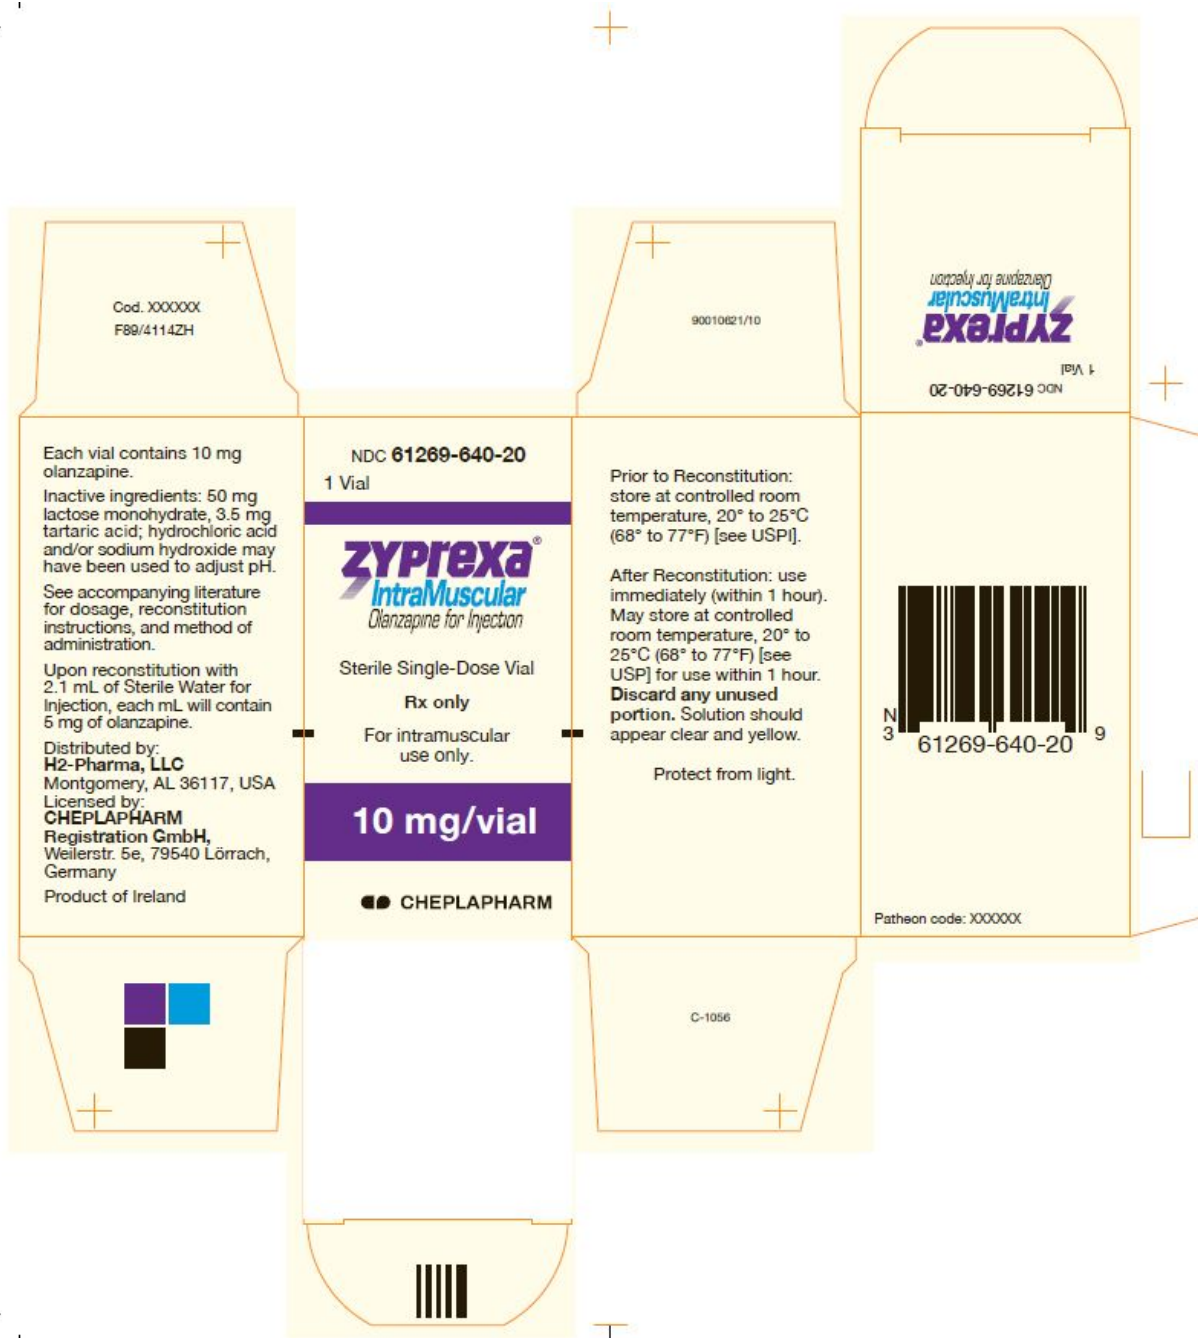 Cod. XXXXXX
F89/4114ZH
90010621/10
NDC 61269-640-20
1 Vial
ZYPREXA®
IntraMuscular
Olanzapine for Injection
Each vial contains 10 mg
olanzapine.
Inactive ingredients: 50 mg
lactose monohydrate, 3.5 mg
tartaric acid; hydrochloric acid
and/or sodium hydroxide may
have been used to adjust pH.
See accompanying literature
for dosage, reconstitution
instructions, and method of
administration.
Upon reconstitution with
2.1 mL of Sterile Water for
Injection, each mL will contain
5 mg of olanzapine.
Distributed by:
H2-Pharma, LLC
Montgomery, AL 36117, USA
Licensed by:
CHEPLAPHARM
Registration GmbH,
Weilerstr. 5e, 79540 Lörrach,
Germany
Product of Ireland
NDC 61269-640-20
1 Vial
ZYPREXA®
IntraMuscular
Olanzapine for Injection
Sterile Single-Dose Vial
Rx only
For intramuscular
use only.
10 mg/vial
CHEPLAPHARM
Prior to Reconstitution:
store at controlled room
temperature, 20° to 25°C
(68° to 77°F) [see USPI].
After Reconstitution: use
immediately (within 1 hour).
May store at controlled
room temperature, 20° to
25°C (68° to 77°F) [see
USP] for use within 1 hour.
Discard any unused
portion. Solution should
appear clear and yellow.
Protect from light.
N
3 61269-640-20 9
Patheon code: XXXXXX
C-1056